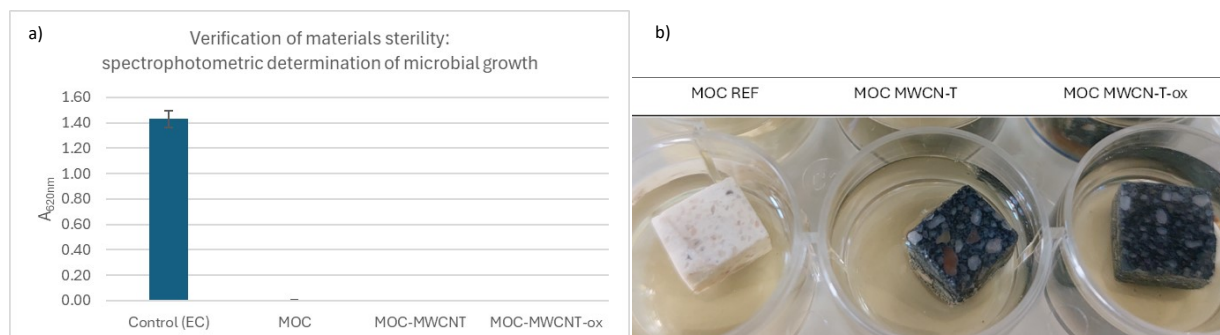 a)
Verification of materials sterility:
spectrophotometric determination of microbial growth
1.60
1.40
1.20
1.00
0.80
0.60
0.40
0.20
0.00
A620nm
Control (EC) MOC MOC-MWCNT MOC-MWCNT-ox
b)
MOC REF MOC MWCN-T MOC MWCN-T-ox